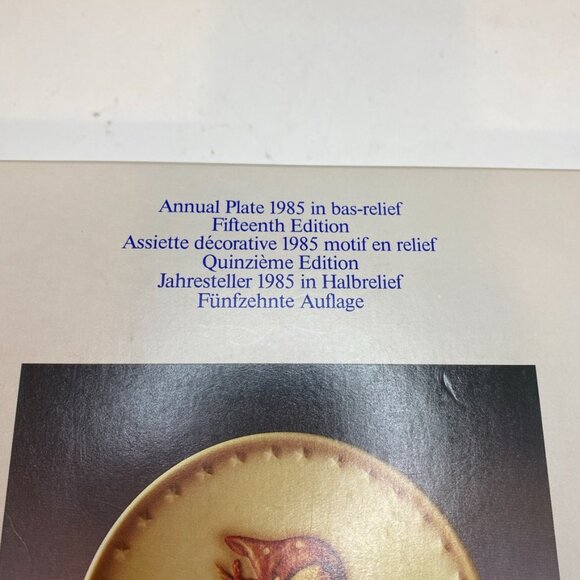 Annual Plate 1985 in bas-relief
Fifteenth Edition
Assiette décorative 1985 motif en relief
Quinzième Edition
Jahresteller 1985 in Halbrelief
Fünfzehnte Auflage